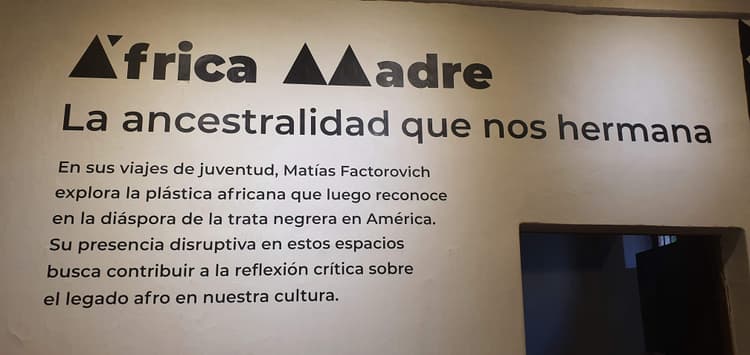 África Madre
La ancestralidad que nos hermana
En sus viajes de juventud, Matías Factorovich
explora la plástica africana que luego reconoce
en la diáspora de la trata negrera en América.
Su presencia disruptiva en estos espacios
busca contribuir a la reflexión crítica sobre
el legado afro en nuestra cultura.